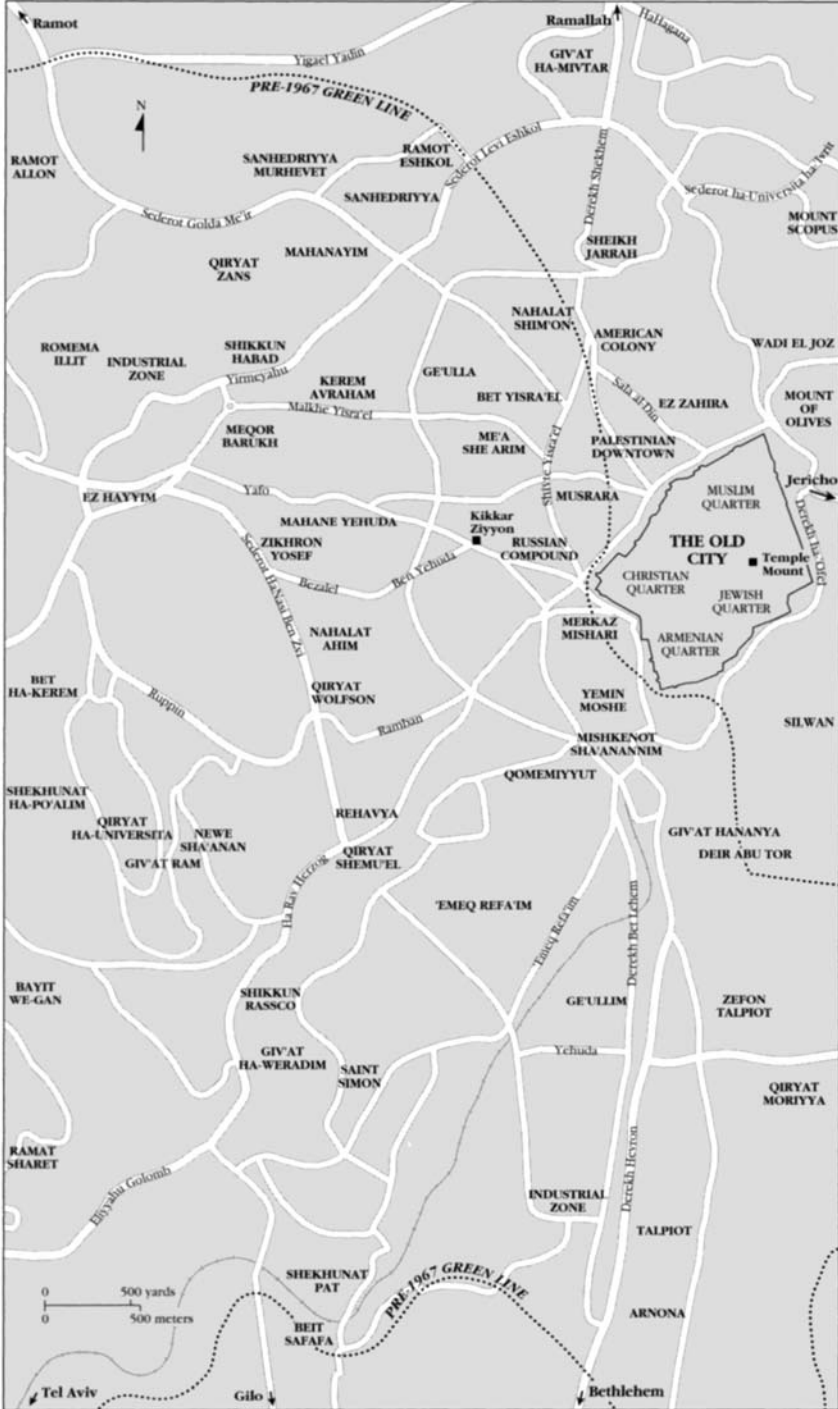 Ramot
Ramallah
HaHagana
Yigael Yadin
GIV'AT
HA-MIVTAR
PRE-1967 GREEN LINE
N
RAMOT
ALLON
SANHEDRIYYA
MURHEVET
RAMOT
ESHKOL
Sederot Levi Eshkol
Derekh Shekhem
Sederot ha-Universita ha-'Ivrit
SANHEDRIYYA
MOUNT
SCOPUS
Sederot Golda Me'ir
MAHANAYIM
SHEIKH
JARRAH
QIRYAT
ZANS
NAHALAT
SHIM'ON
AMERICAN
COLONY
WADI EL JOZ
ROMEMA
ILLIT
INDUSTRIAL
ZONE
SHIKKUN
HABAD
Yirmeyahu
GE'ULLA
KEREM
AVRAHAM
BET YISRA'EL
Sala al Din
EZ ZAHIRA
MOUNT
OF
OLIVES
Malkhe Yisra'el
MEQOR
BARUKH
ME'A
SHE ARIM
Shivte Yisra'el
PALESTINIAN
DOWNTOWN
Jericho
EZ HAYYIM
Yafo
MUSRARA
MUSLIM
QUARTER
Derekh ha-'Ofel
MAHANE YEHUDA
Kikkar
Ziyyon
RUSSIAN
COMPOUND
THE OLD
CITY
Temple
Mount
ZIKHRON
YOSEF
Sederot HaNasi Ben Zvi
Bezalel
Ben Yehuda
CHRISTIAN
QUARTER
JEWISH
QUARTER
NAHALAT
AHIM
MERKAZ
MISHARI
ARMENIAN
QUARTER
BET
HA-KEREM
Ruppin
QIRYAT
WOLFSON
Ramban
YEMIN
MOSHE
SILWAN
MISHKENOT
SHA'ANANNIM
QOMEMIYYUT
SHEKHUNAT
HA-PO'ALIM
QIRYAT
HA-UNIVERSITA
NEWE
SHA'ANAN
GIV'AT RAM
REHAVYA
QIRYAT
SHEMU'EL
GIV'AT HANANYA
DEIR ABU TOR
Ha Rav Herzog
'EMEQ REFA'IM
'Emeq Refa'im
Derekh Bet Lehem
BAYIT
WE-GAN
SHIKKUN
RASSCO
GE'ULLIM
ZEFON
TALPIOT
GIV'AT
HA-WERADIM
SAINT
SIMON
Yehuda
QIRYAT
MORIYYA
RAMAT
SHARET
Eliyyahu Golomb
Derekh Hevron
INDUSTRIAL
ZONE
TALPIOT
SHEKHUNAT
PAT
PRE-1967 GREEN LINE
0 500 yards
0 500 meters
BEIT
SAFAFA
ARNONA
Tel Aviv
Gilo
Bethlehem